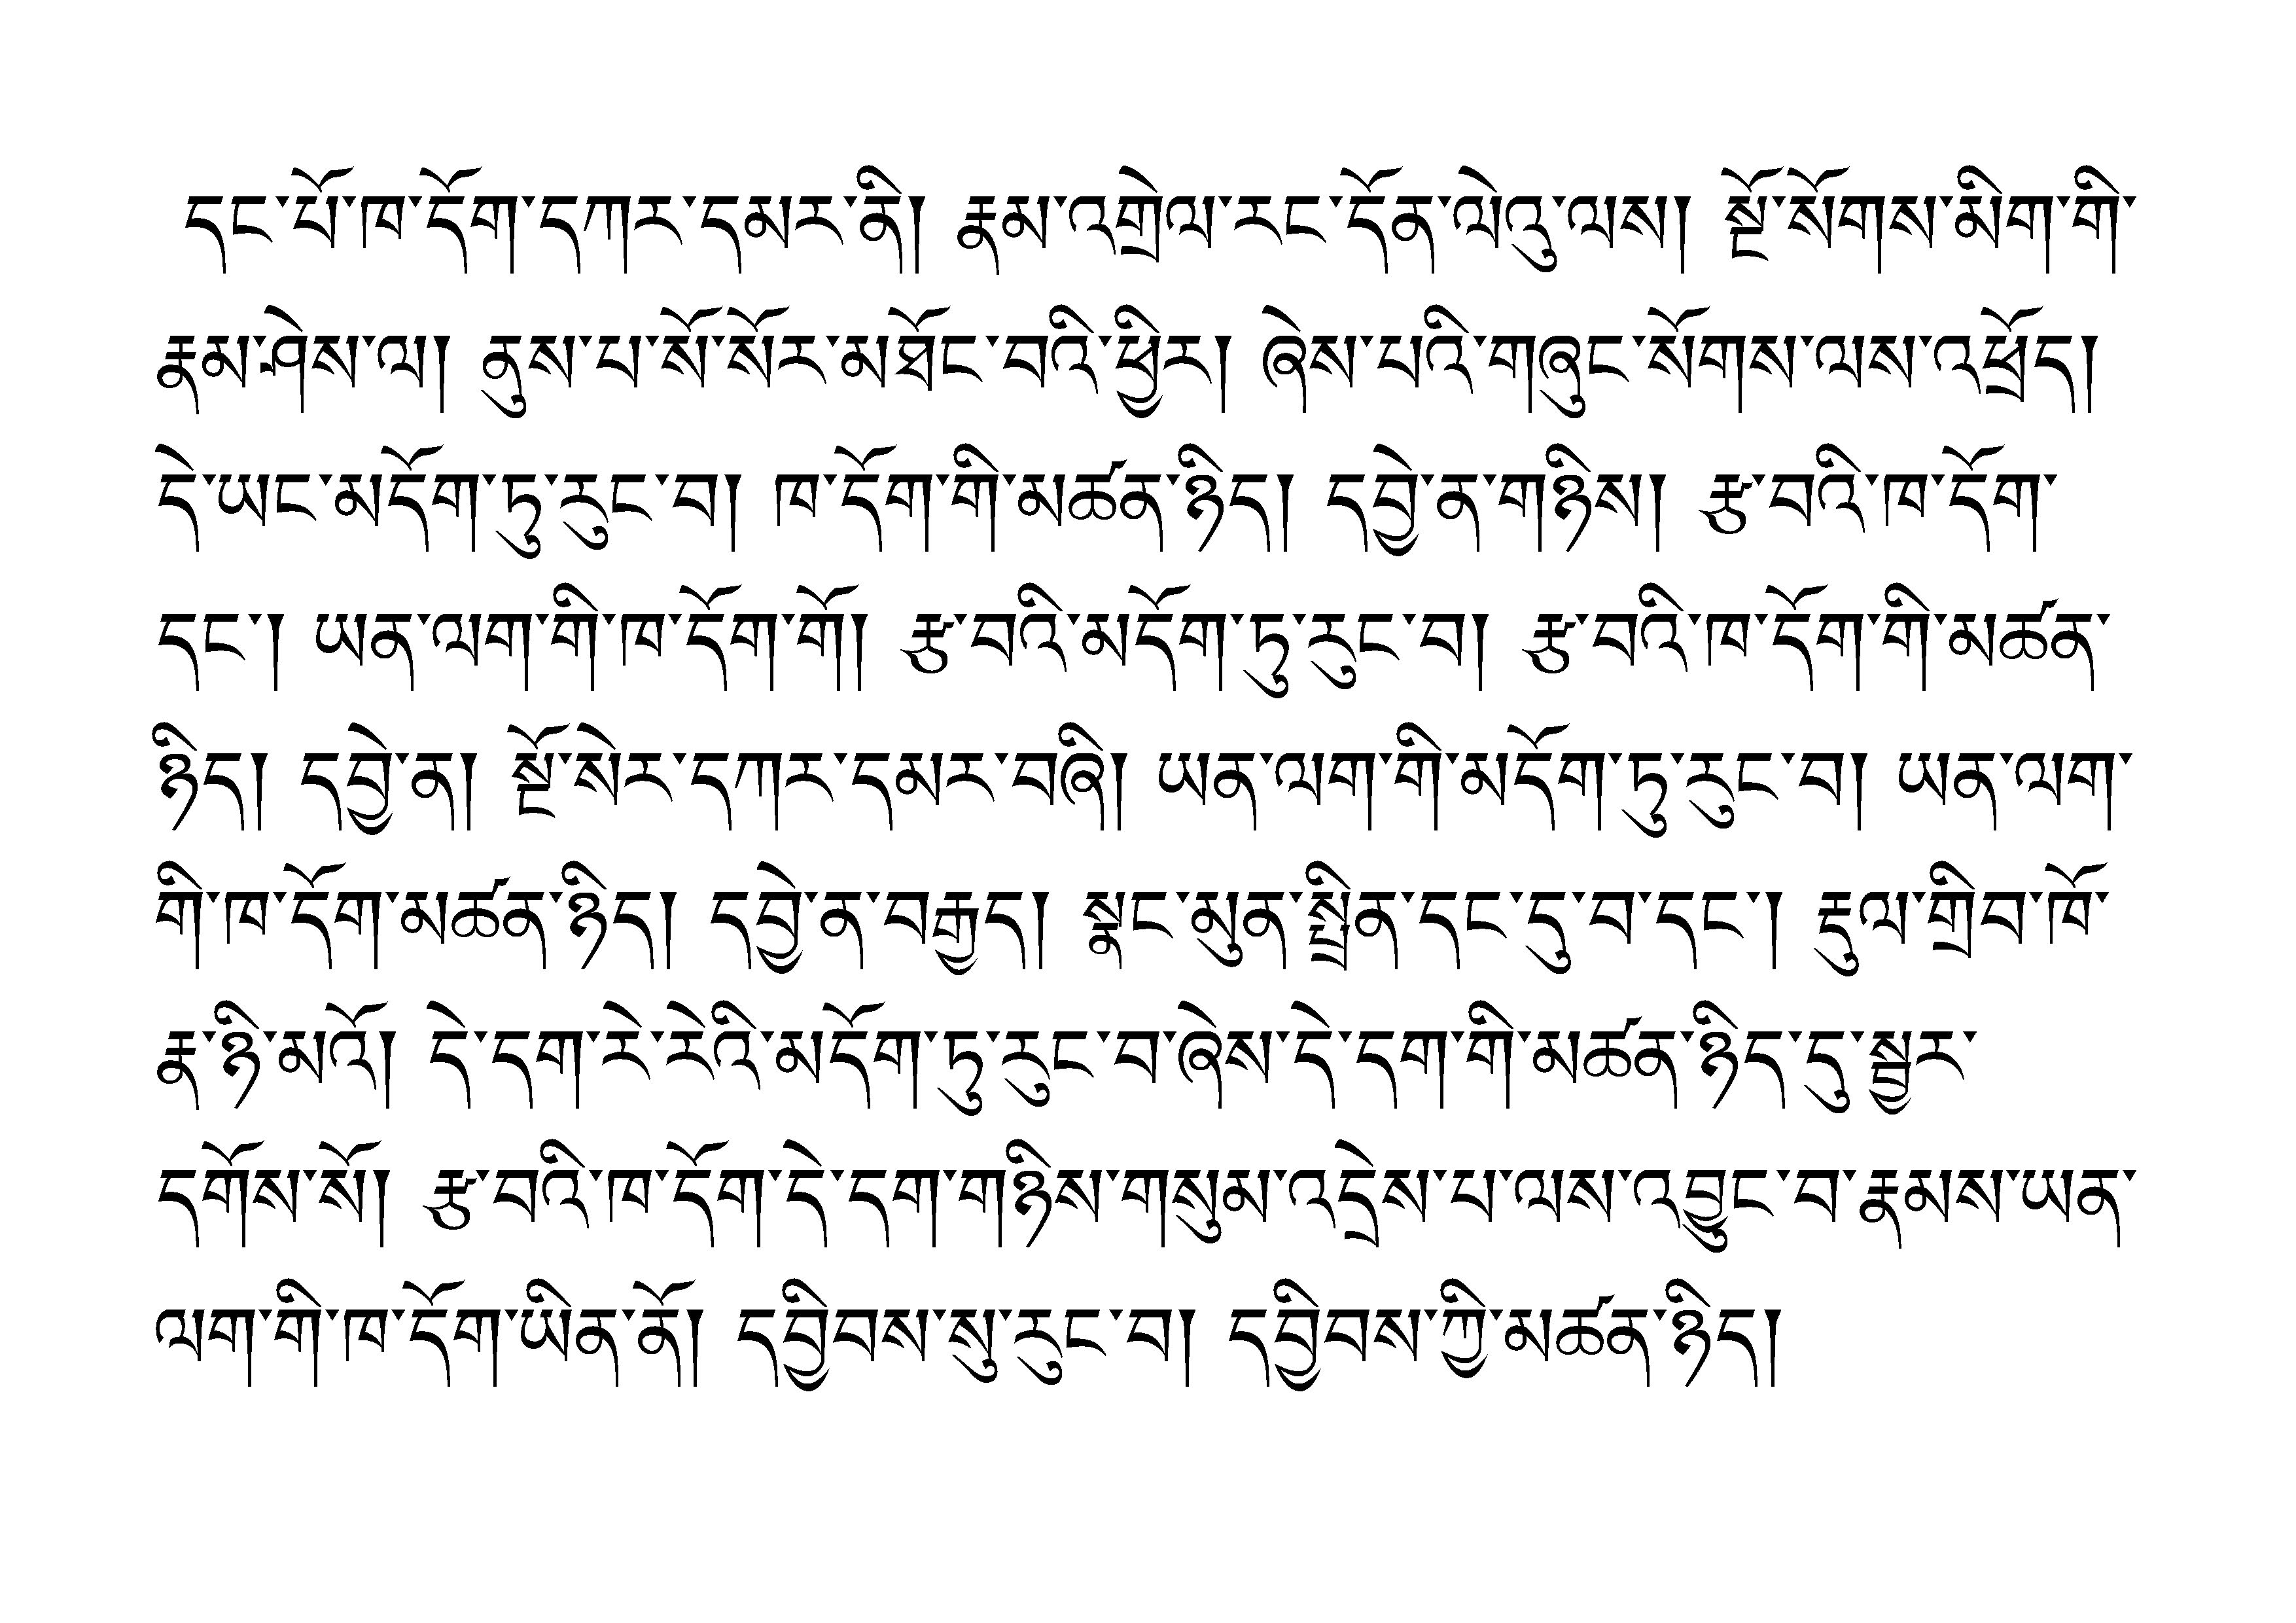 དང་པོ་ཁ་དོག་དཀར་དམར་ནི། རྣམ་འགྲེལ་རང་དོན་ལེའུ་ལས། སྔོ་སོགས་མིག་གི་
རྣམ་ཤེས་ལ། ནུས་པ་སོ་སོར་མཐོང་བའི་ཕྱིར། ཞེས་པའི་གཞུང་སོགས་ལས་འཕྲོད།
དེ་ཡང་མདོག་ཏུ་རུང་བ། ཁ་དོག་གི་མཚན་ཉིད། དབྱེ་ན་གཉིས། རྩ་བའི་ཁ་དོག་
དང་། ཡན་ལག་གི་ཁ་དོག་གོ། རྩ་བའི་མདོག་ཏུ་རུང་བ། རྩ་བའི་ཁ་དོག་གི་མཚན་
ཉིད། དབྱེ་ན། སྔོ་སེར་དཀར་དམར་བཞི། ཡན་ལག་གི་མདོག་ཏུ་རུང་བ། ཡན་ལག་
གི་ཁ་དོག་མཚན་ཉིད། དབྱེ་ན་བརྒྱད། སྣང་མུན་སྤྲིན་དང་དུ་བ་དང་། རྡུལ་གྲིབ་ཁོ་
རྣ་ཉི་མའོ། དེ་དག་རེ་རེའི་མདོག་ཏུ་རུང་བ་ཞེས་དེ་དག་གི་མཚན་ཉིད་དུ་སྦྱར་
དགོས་སོ། རྩ་བའི་ཁ་དོག་དེ་དག་གཉིས་གསུམ་འདྲེས་པ་ལས་འབྱུང་བ་རྣམས་ཡན་
ལག་གི་ཁ་དོག་ཡིན་ནོ། དབྱིབས་སུ་རུང་བ། དབྱིབས་ཀྱི་མཚན་ཉིད།